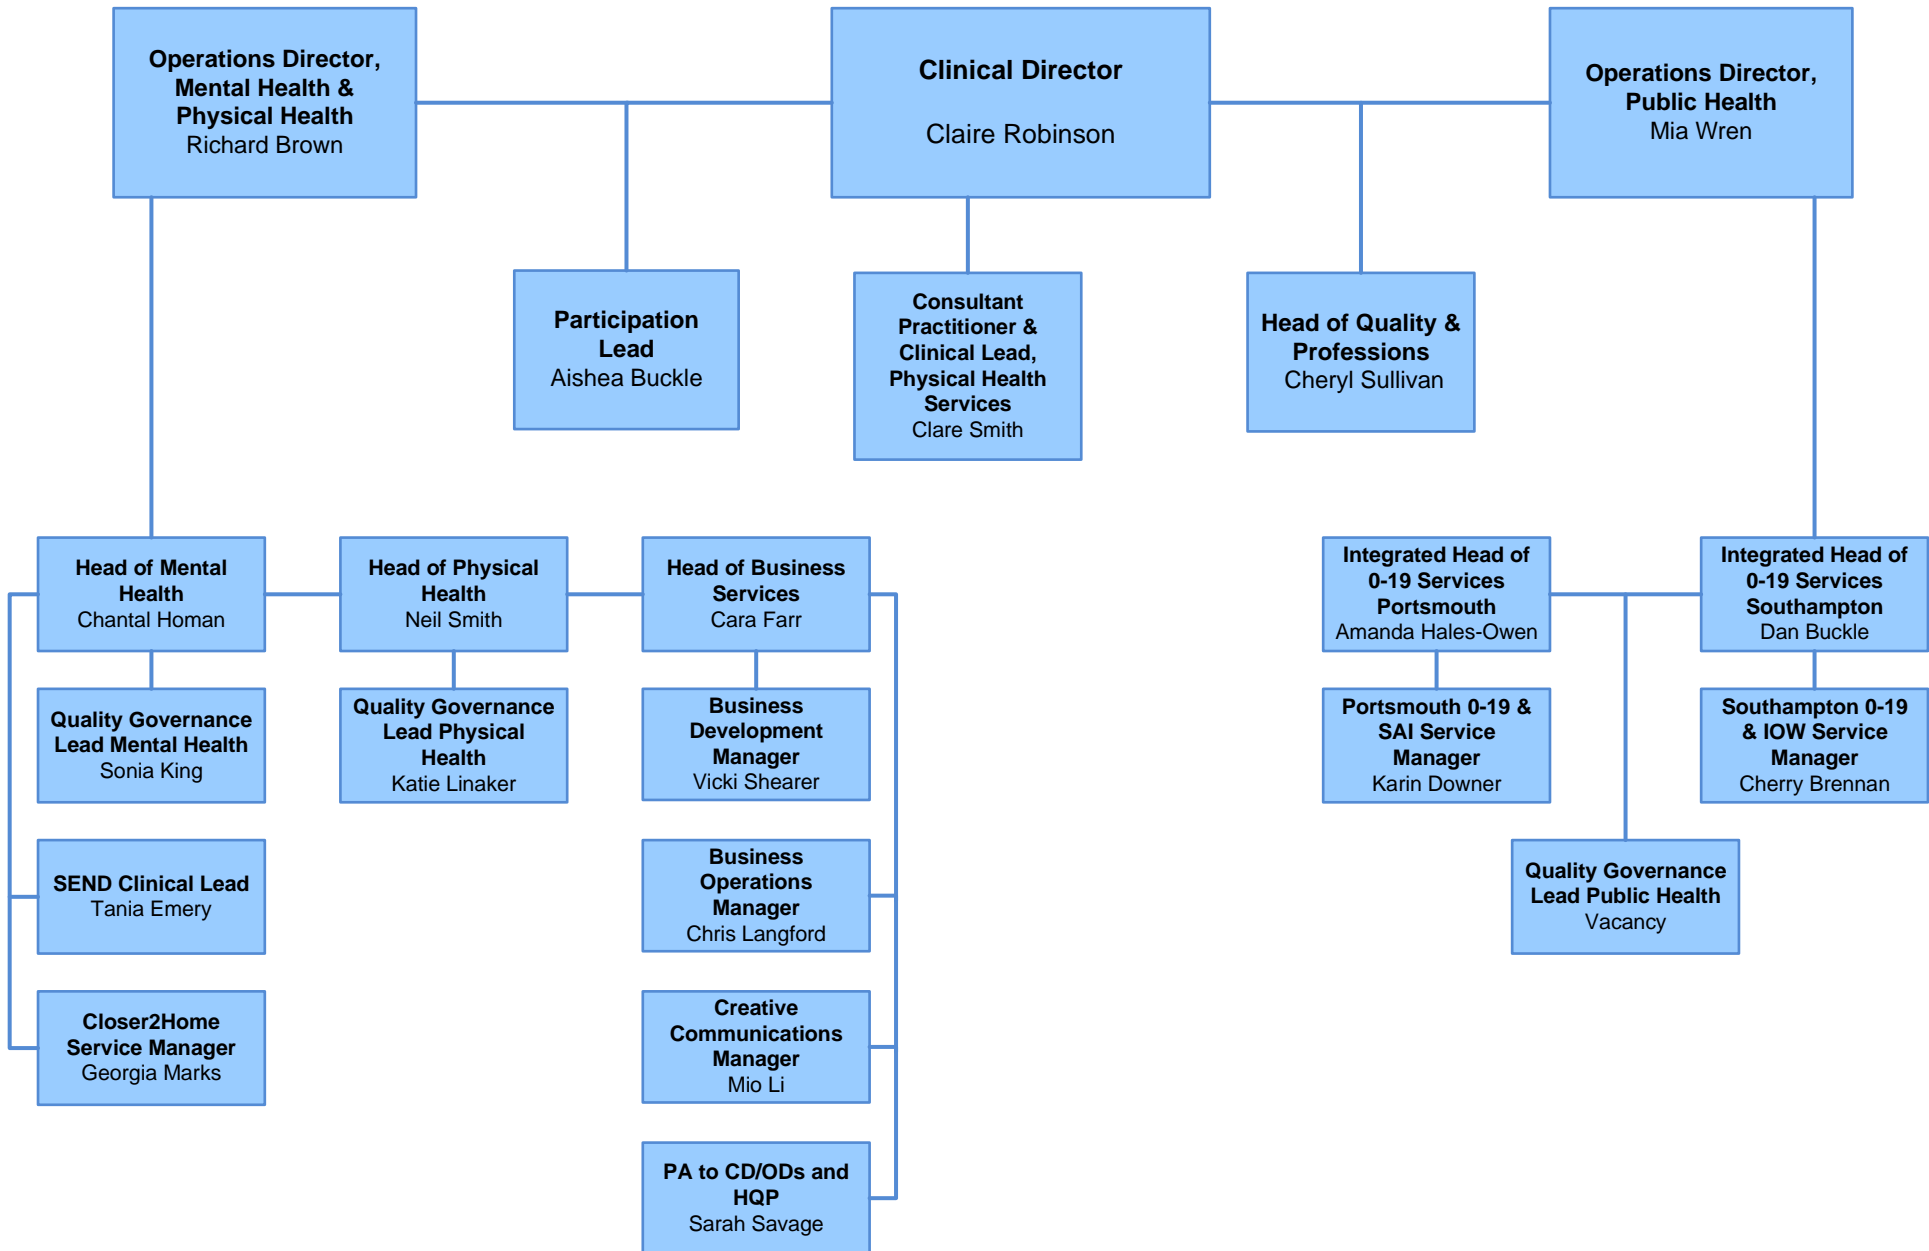 Operations Director,
Mental Health &
Physical Health
Richard Brown
Clinical Director
Claire Robinson
Operations Director,
Public Health
Mia Wren
Participation
Lead
Aishea Buckle
Consultant
Practitioner &
Clinical Lead,
Physical Health
Services
Clare Smith
Head of Quality &
Professions
Cheryl Sullivan
Head of Mental
Health
Chantal Homan
Head of Physical
Health
Neil Smith
Head of Business
Services
Cara Farr
Integrated Head of
0-19 Services
Portsmouth
Amanda Hales-Owen
Integrated Head of
0-19 Services
Southampton
Dan Buckle
Quality Governance
Lead Mental Health
Sonia King
Quality Governance
Lead Physical
Health
Katie Linaker
Business
Development
Manager
Vicki Shearer
Portsmouth 0-19 &
SAI Service
Manager
Karin Downer
Southampton 0-19
& IOW Service
Manager
Cherry Brennan
SEND Clinical Lead
Tania Emery
Business
Operations
Manager
Chris Langford
Quality Governance
Lead Public Health
Vacancy
Closer2Home
Service Manager
Georgia Marks
Creative
Communications
Manager
Mio Li
PA to CD/ODs and
HQP
Sarah Savage